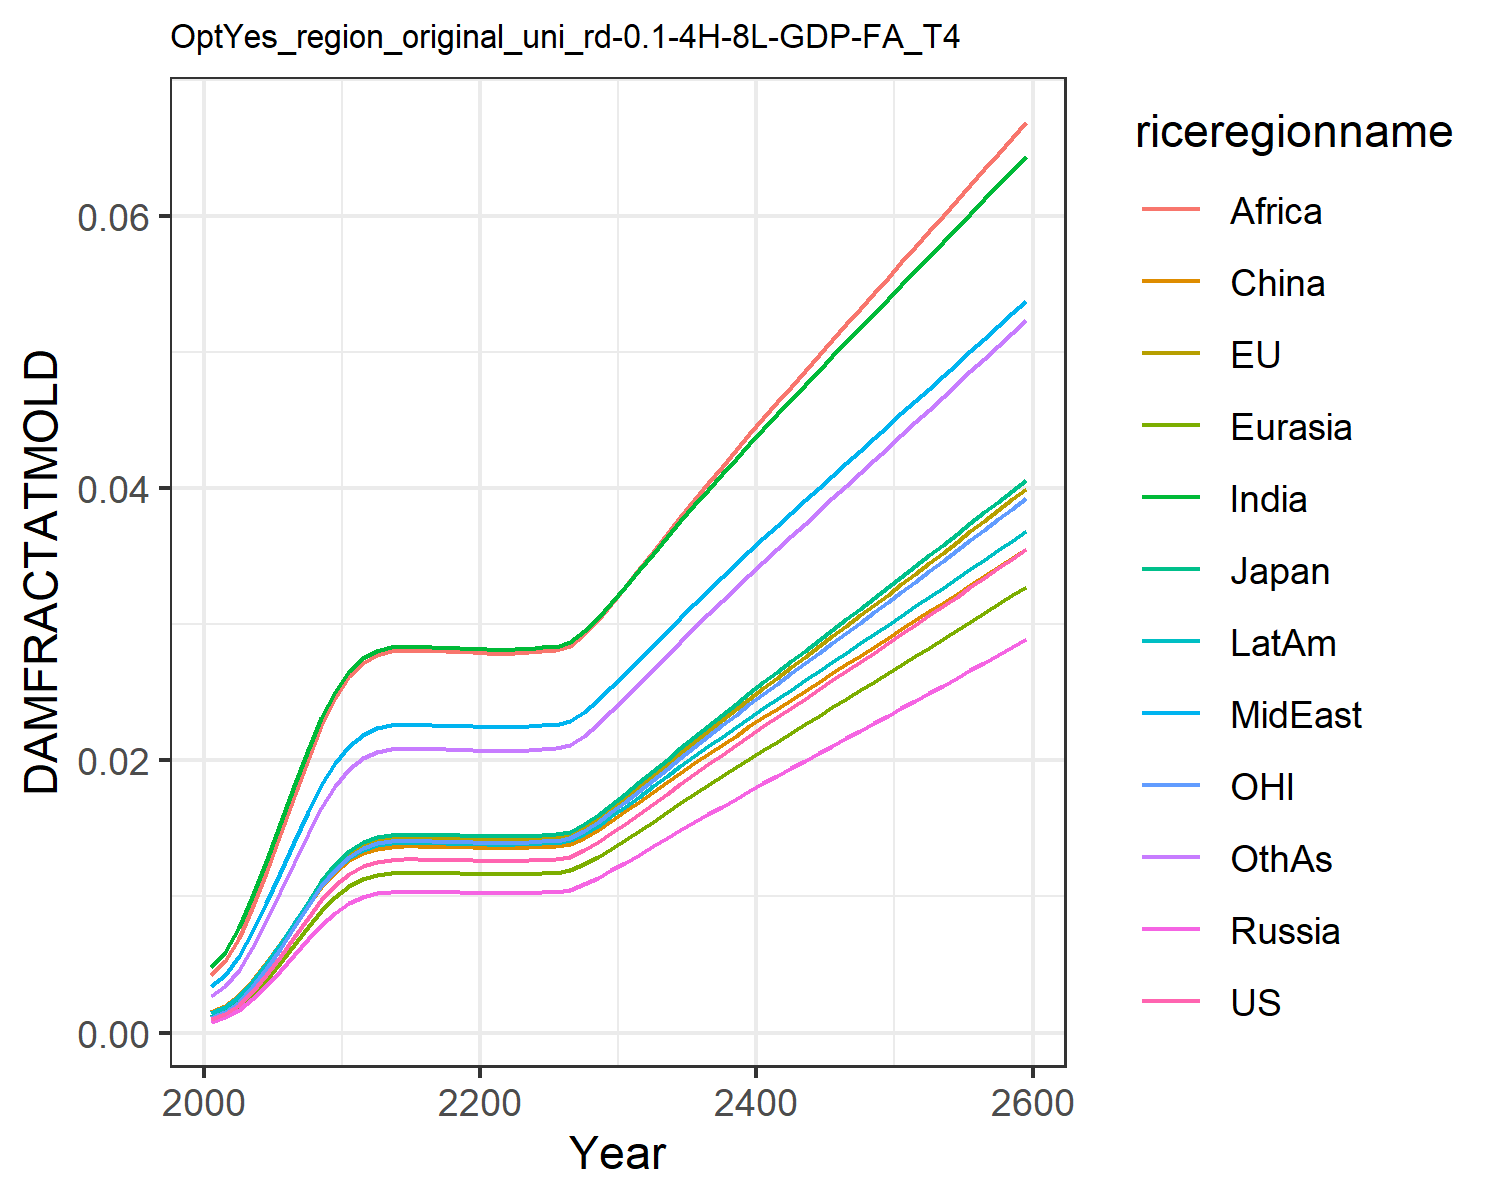 OptYes_region_original_uni_rd-0.1-4H-8L-GDP-FA_T4
DAMFRACTATMOLD
0.06
0.04
0.02
0.00
2000 2200 2400 2600
Year
riceregionname
Africa
China
EU
Eurasia
India
Japan
LatAm
MidEast
OHI
OthAs
Russia
US